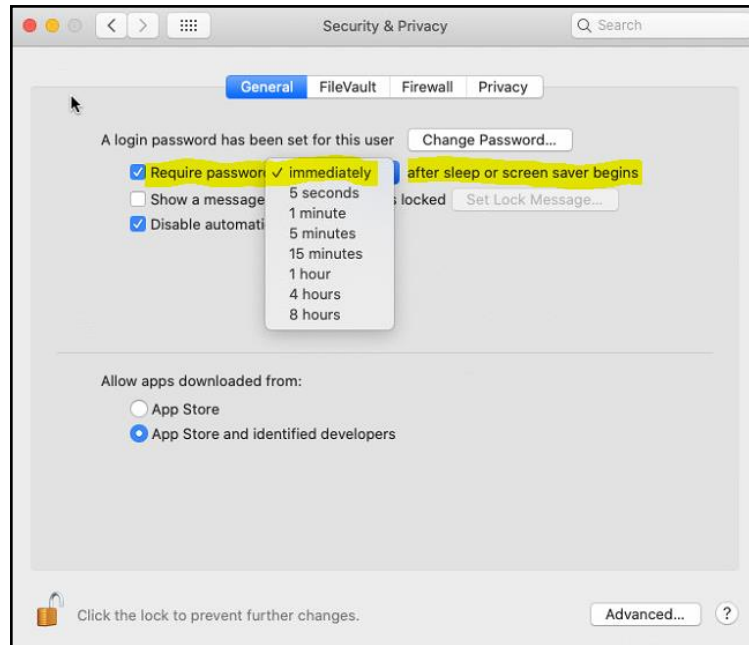 Security & Privacy
Search
General FileVault Firewall Privacy
A login password has been set for this user Change Password...
Require password ✓ immediately after sleep or screen saver begins
Show a message 5 seconds locked Set Lock Message...
1 minute
Disable automati
5 minutes
15 minutes
1 hour
4 hours
8 hours
Allow apps downloaded from:
App Store
App Store and identified developers
Click the lock to prevent further changes.
Advanced... ?